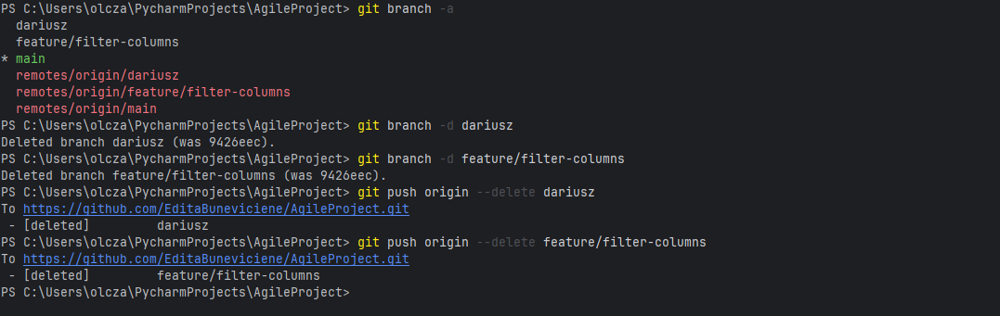 PS C:\Users\olcza\PycharmProjects\AgileProject> git branch -a
  dariusz
  feature/filter-columns
* main
  remotes/origin/dariusz
  remotes/origin/feature/filter-columns
  remotes/origin/main
PS C:\Users\olcza\PycharmProjects\AgileProject> git branch -d dariusz
Deleted branch dariusz (was 9426eec).
PS C:\Users\olcza\PycharmProjects\AgileProject> git branch -d feature/filter-columns
Deleted branch feature/filter-columns (was 9426eec).
PS C:\Users\olcza\PycharmProjects\AgileProject> git push origin --delete dariusz
To https://github.com/EditaBuneviciene/AgileProject.git
 - [deleted]         dariusz
PS C:\Users\olcza\PycharmProjects\AgileProject> git push origin --delete feature/filter-columns
To https://github.com/EditaBuneviciene/AgileProject.git
 - [deleted]         feature/filter-columns
PS C:\Users\olcza\PycharmProjects\AgileProject>